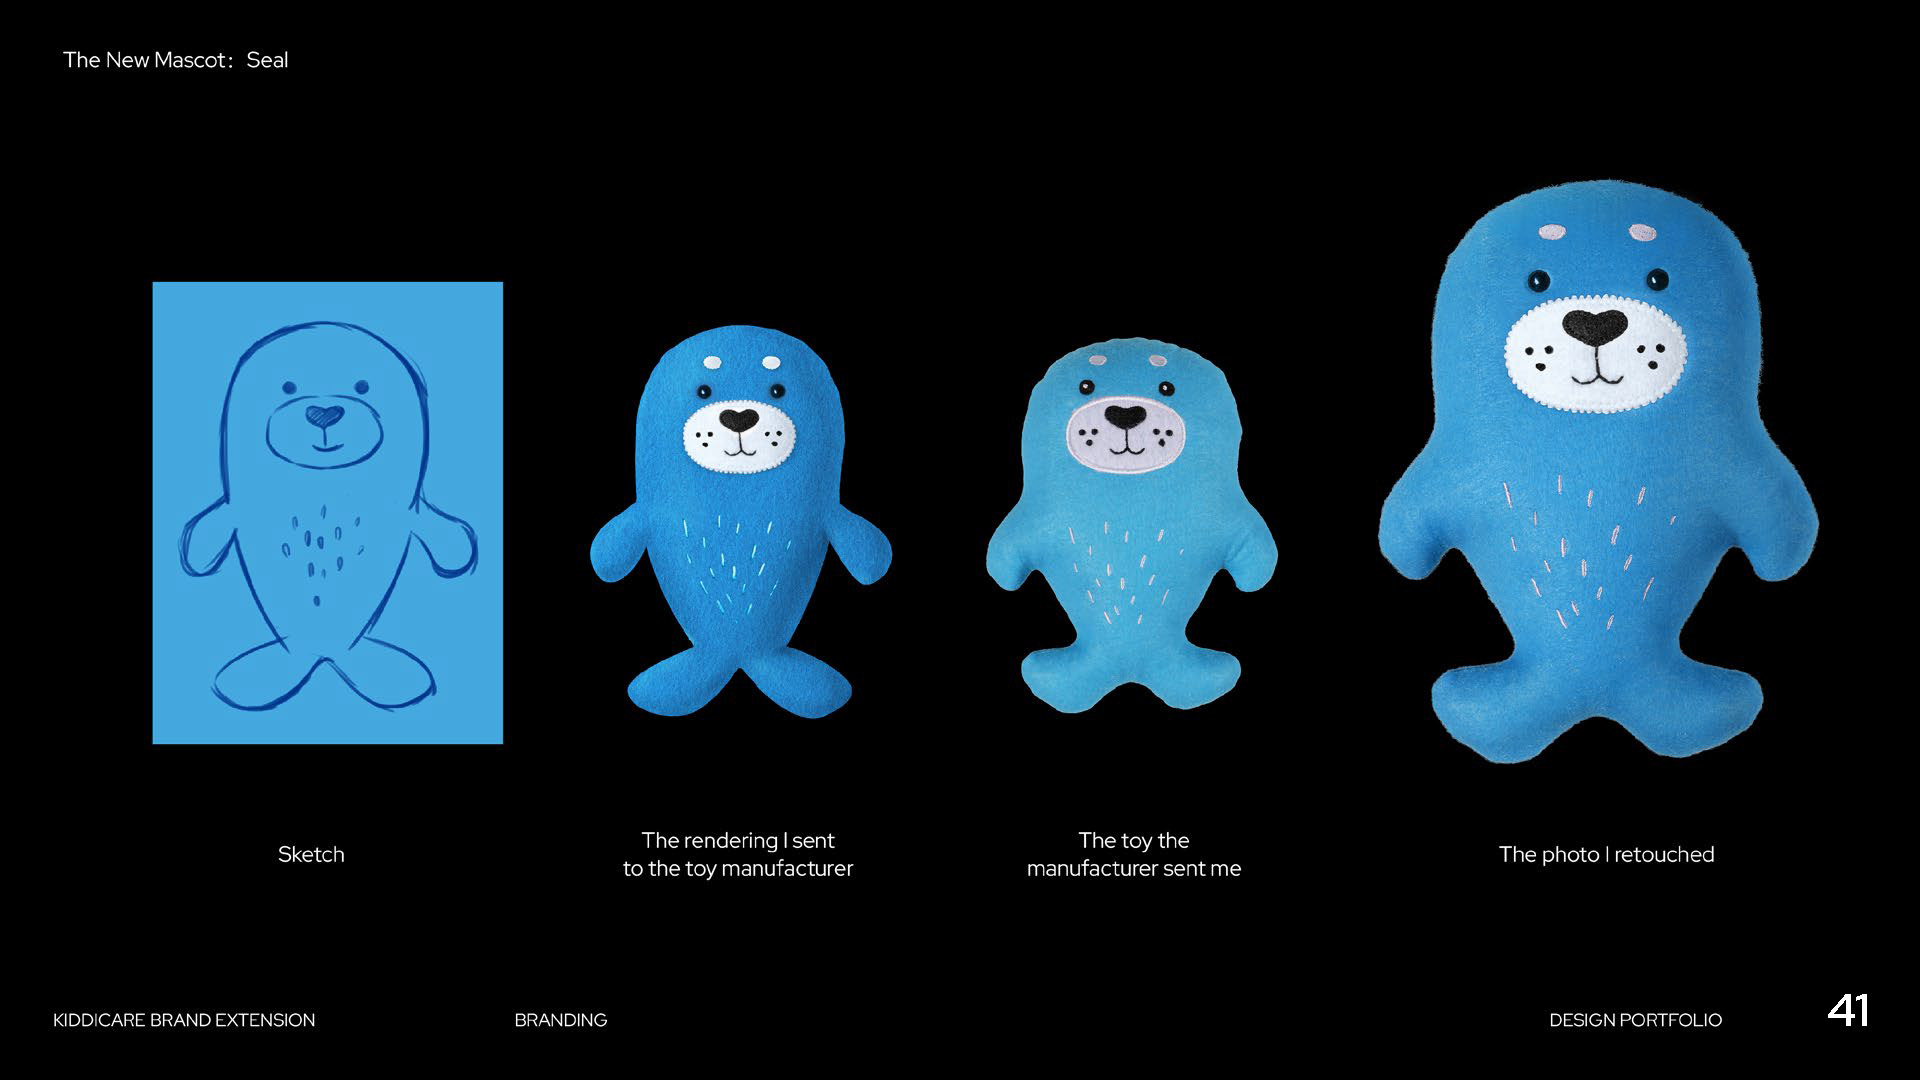 The New Mascot: Seal
Sketch
The rendering I sent
to the toy manufacturer
The toy the
manufacturer sent me
The photo I retouched
KIDDICARE BRAND EXTENSION
BRANDING
DESIGN PORTFOLIO
41